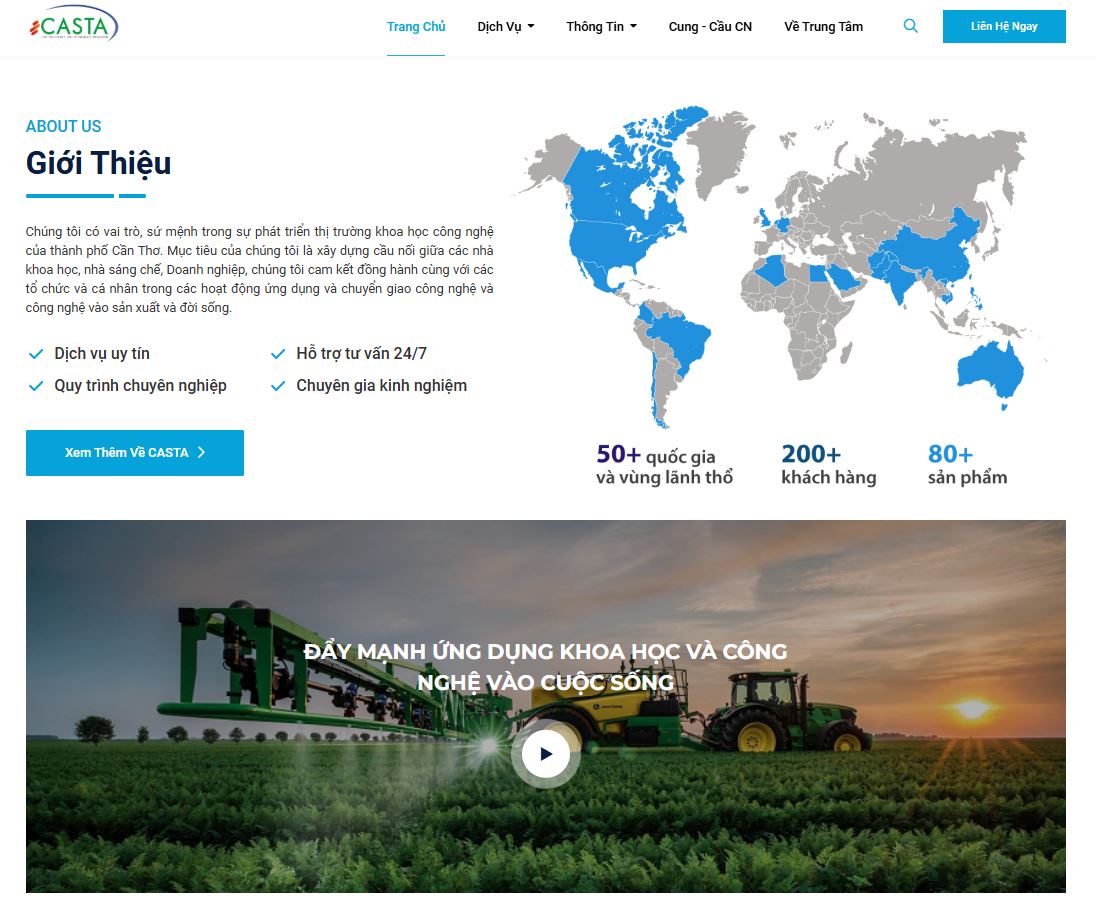 CASTA
Trang Chủ
Dịch Vụ
Thông Tin
Cung - Cầu CN
Về Trung Tâm
Liên Hệ Ngay
ABOUT US
Giới Thiệu
Chúng tôi có vai trò, sứ mệnh trong sự phát triển thị trường khoa học công nghệ
của thành phố Cần Thơ. Mục tiêu của chúng tôi là xây dựng cầu nối giữa các nhà
khoa học, nhà sáng chế, Doanh nghiệp, chúng tôi cam kết đồng hành cùng với các
tổ chức và cá nhân trong các hoạt động ứng dụng và chuyển giao công nghệ và
công nghệ vào sản xuất và đời sống.
Dịch vụ uy tín
Hỗ trợ tư vấn 24/7
Quy trình chuyên nghiệp
Chuyên gia kinh nghiệm
Xem Thêm Về CASTA
50+ quốc gia
và vùng lãnh thổ
200+
khách hàng
80+
sản phẩm
ĐẨY MẠNH ỨNG DỤNG KHOA HỌC VÀ CÔNG
NGHỆ VÀO CUỘC SỐNG